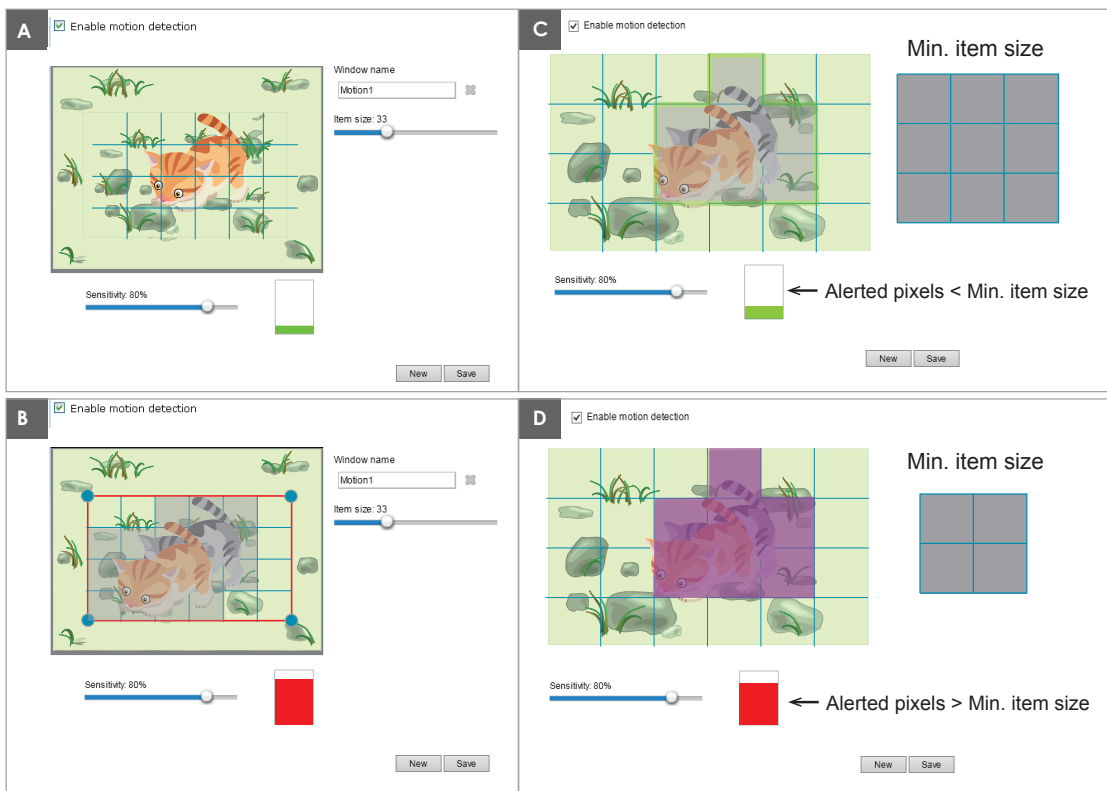 A
Enable motion detection
Window name
Motion1
Item size: 33
Sensitivity: 80%
New Save
C
Enable motion detection
Min. item size
Sensitivity: 80%
Alerted pixels < Min. item size
New Save
B
Enable motion detection
Window name
Motion1
Item size: 33
Sensitivity: 80%
New Save
D
Enable motion detection
Min. item size
Sensitivity: 80%
Alerted pixels > Min. item size
New Save